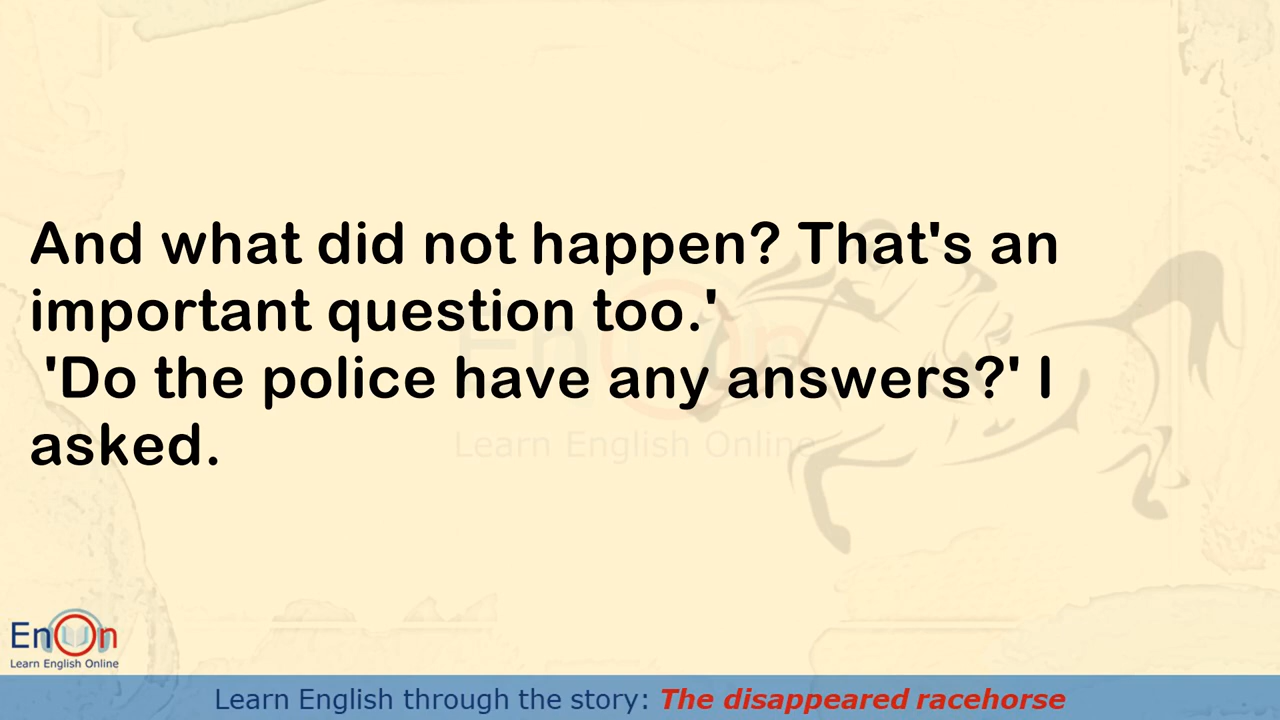 And what did not happen? That's an
important question too.'
'Do the police have any answers?' I
asked.
EnOn
Learn English Online
EnOn
Learn English Online
Learn English through the story: The disappeared racehorse